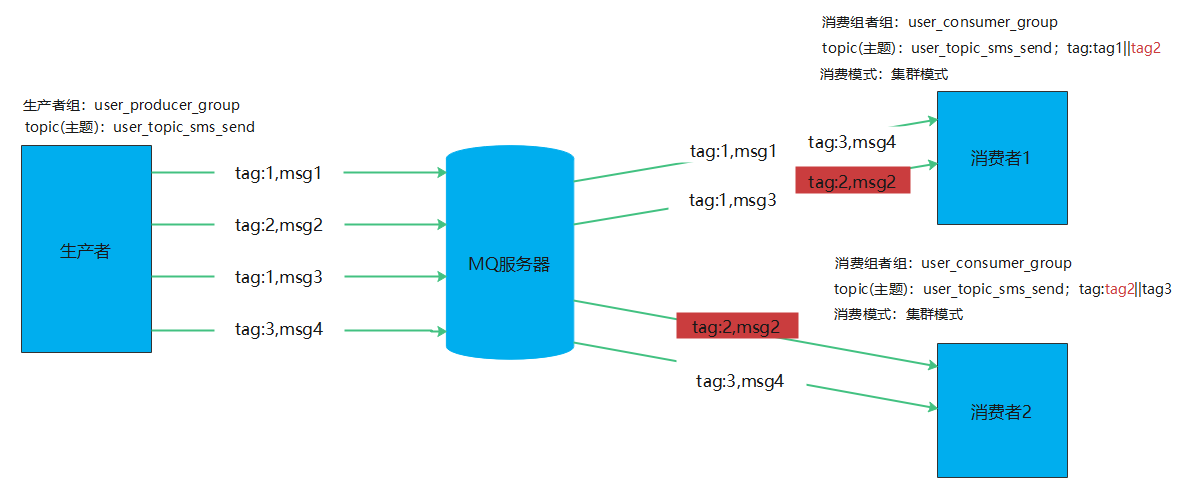 消费组者组：user_consumer_group
topic(主题)：user_topic_sms_send；tag:tag1||tag2
消费模式：集群模式
生产者组：user_producer_group
topic(主题)：user_topic_sms_send
生产者
tag:1,msg1
tag:2,msg2
tag:1,msg3
tag:3,msg4
MQ服务器
tag:1,msg1
tag:3,msg4
tag:2,msg2
tag:1,msg3
消费者1
消费组者组：user_consumer_group
topic(主题)：user_topic_sms_send；tag:tag2||tag3
消费模式：集群模式
tag:2,msg2
tag:3,msg4
消费者2